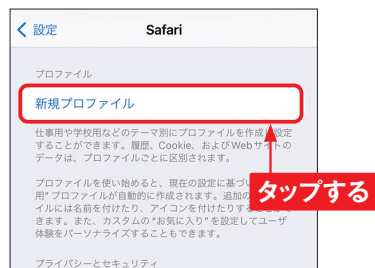 設定
Safari
プロファイル
新規プロファイル
仕事用や学校用などのテーマ別にプロファイルを作成 設定
することができます。履歴、Cookie、およびWebサイトの
データは、プロファイルごとに区別されます。
プロファイルを使い始めると、現在の設定に基づい
用"プロファイルが自動的に作成されます。追加の
イルには名前を付けたり、アイコンを付けたりする
きます。また、カスタムの"お気に入り"を設定してユーザ
体験をパーソナライズすることもできます。
タップする
プライバシーとセキュリティ